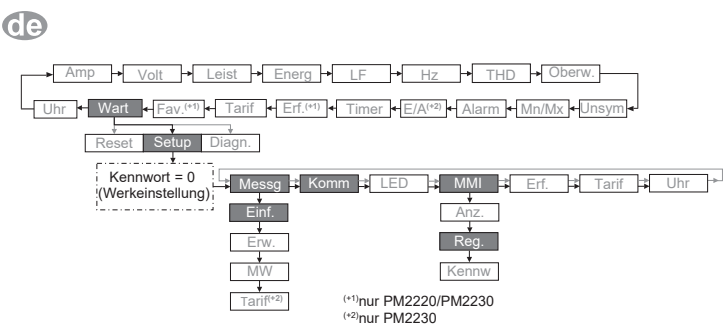 de
Amp Volt Leist Energ LF Hz THD Oberw.
Uhr Wart Fav.(+1) Tarif Erf.(+1) Timer E/A(+2) Alarm Mn/Mx Unsym
Reset Setup Diagn.
Kennwort = 0
(Werkeinstellung)
Messg Komm LED MMI Erf. Tarif Uhr
Einf. Anz.
Erw. Reg.
MW Kennw
Tarif(+2)
(+1)nur PM2220/PM2230
(+2)nur PM2230